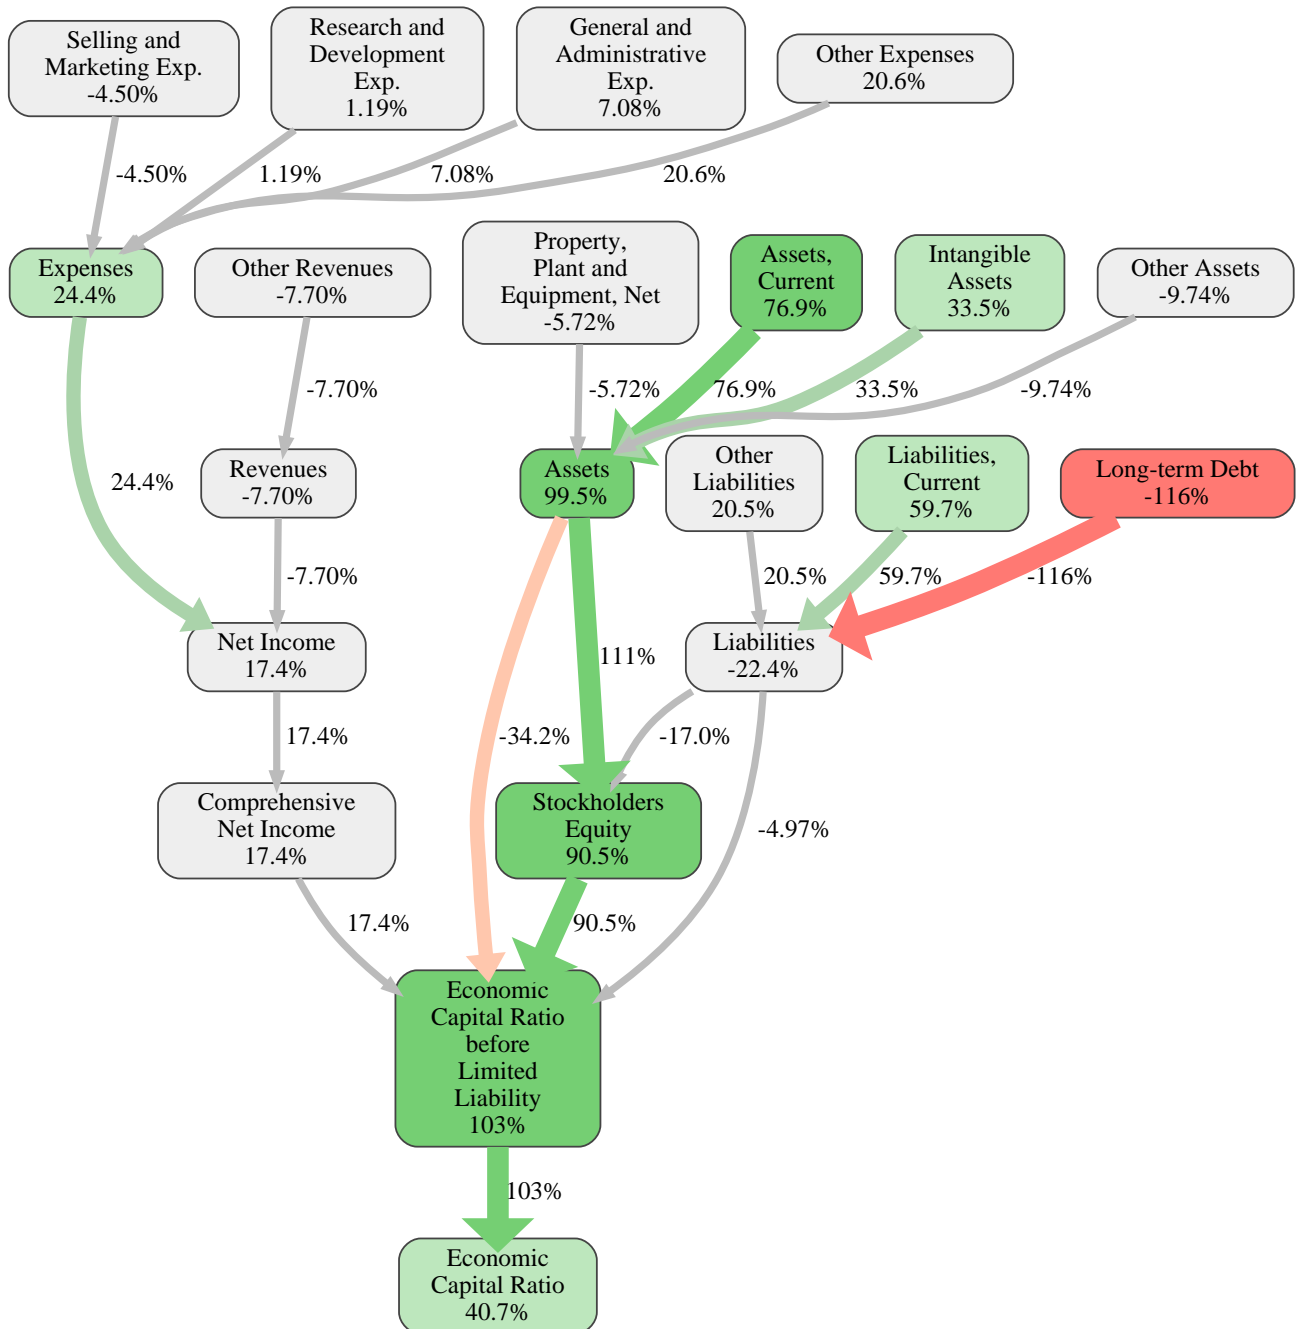 Selling and
Marketing Exp.
-4.50%
Research and
Development
Exp.
1.19%
General and
Administrative
Exp.
7.08%
Other Expenses
20.6%
-4.50%
1.19%
7.08%
20.6%
Expenses
24.4%
Other Revenues
-7.70%
Property,
Plant and
Equipment, Net
-5.72%
Assets,
Current
76.9%
Intangible
Assets
33.5%
Other Assets
-9.74%
-7.70%
-5.72%
76.9%
33.5%
-9.74%
24.4%
Revenues
-7.70%
Assets
99.5%
Other
Liabilities
20.5%
Liabilities,
Current
59.7%
Long-term Debt
-116%
-7.70%
20.5%
59.7%
-116%
Net Income
17.4%
111%
Liabilities
-22.4%
17.4%
-34.2%
-17.0%
Comprehensive
Net Income
17.4%
Stockholders
Equity
90.5%
-4.97%
17.4%
90.5%
Economic
Capital Ratio
before
Limited
Liability
103%
103%
Economic
Capital Ratio
40.7%